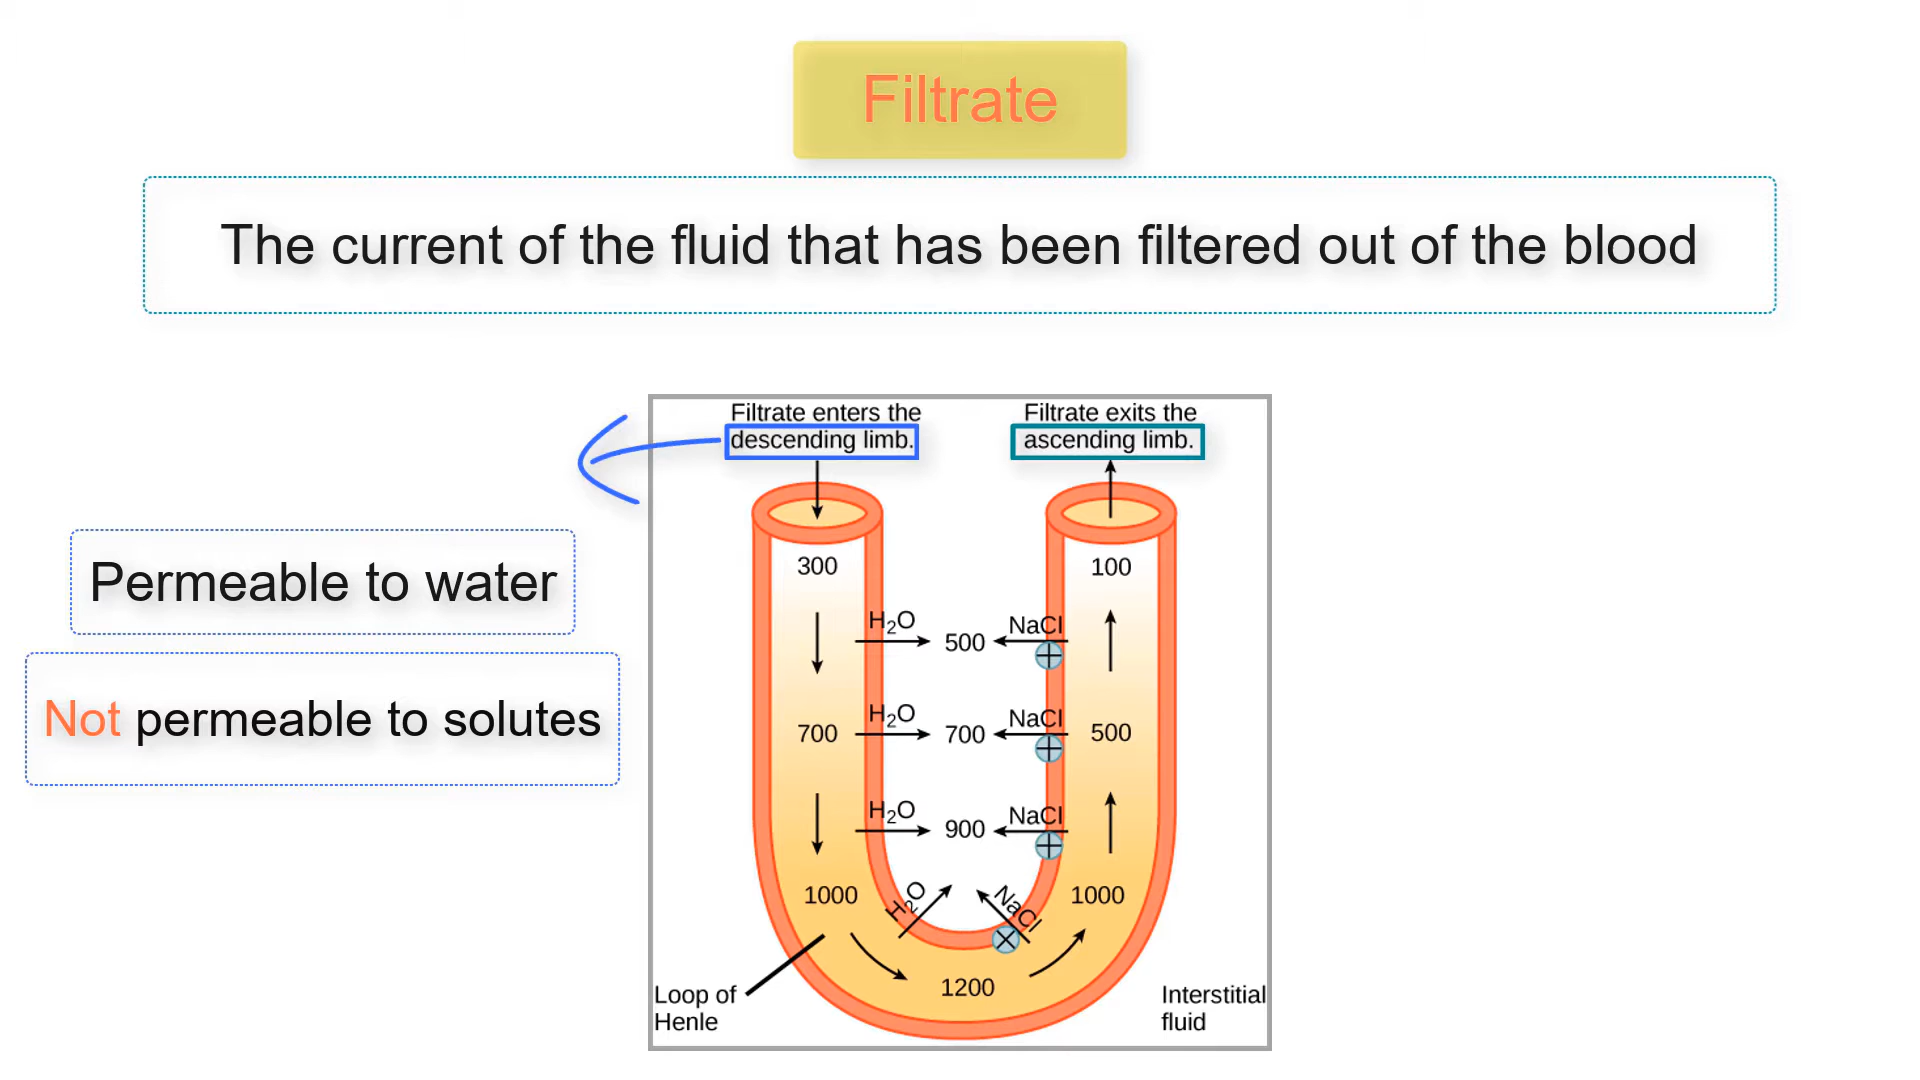 Filtrate
The current of the fluid that has been filtered out of the blood
Filtrate enters the
descending limb.
Filtrate exits the
ascending limb.
Permeable to water
Not permeable to solutes
300
100
H₂O
500
NaCl
700
H₂O
700
NaCl
500
H₂O
900
NaCl
1000
H₂O
NaCl
1000
1200
Loop of
Henle
Interstitial
fluid